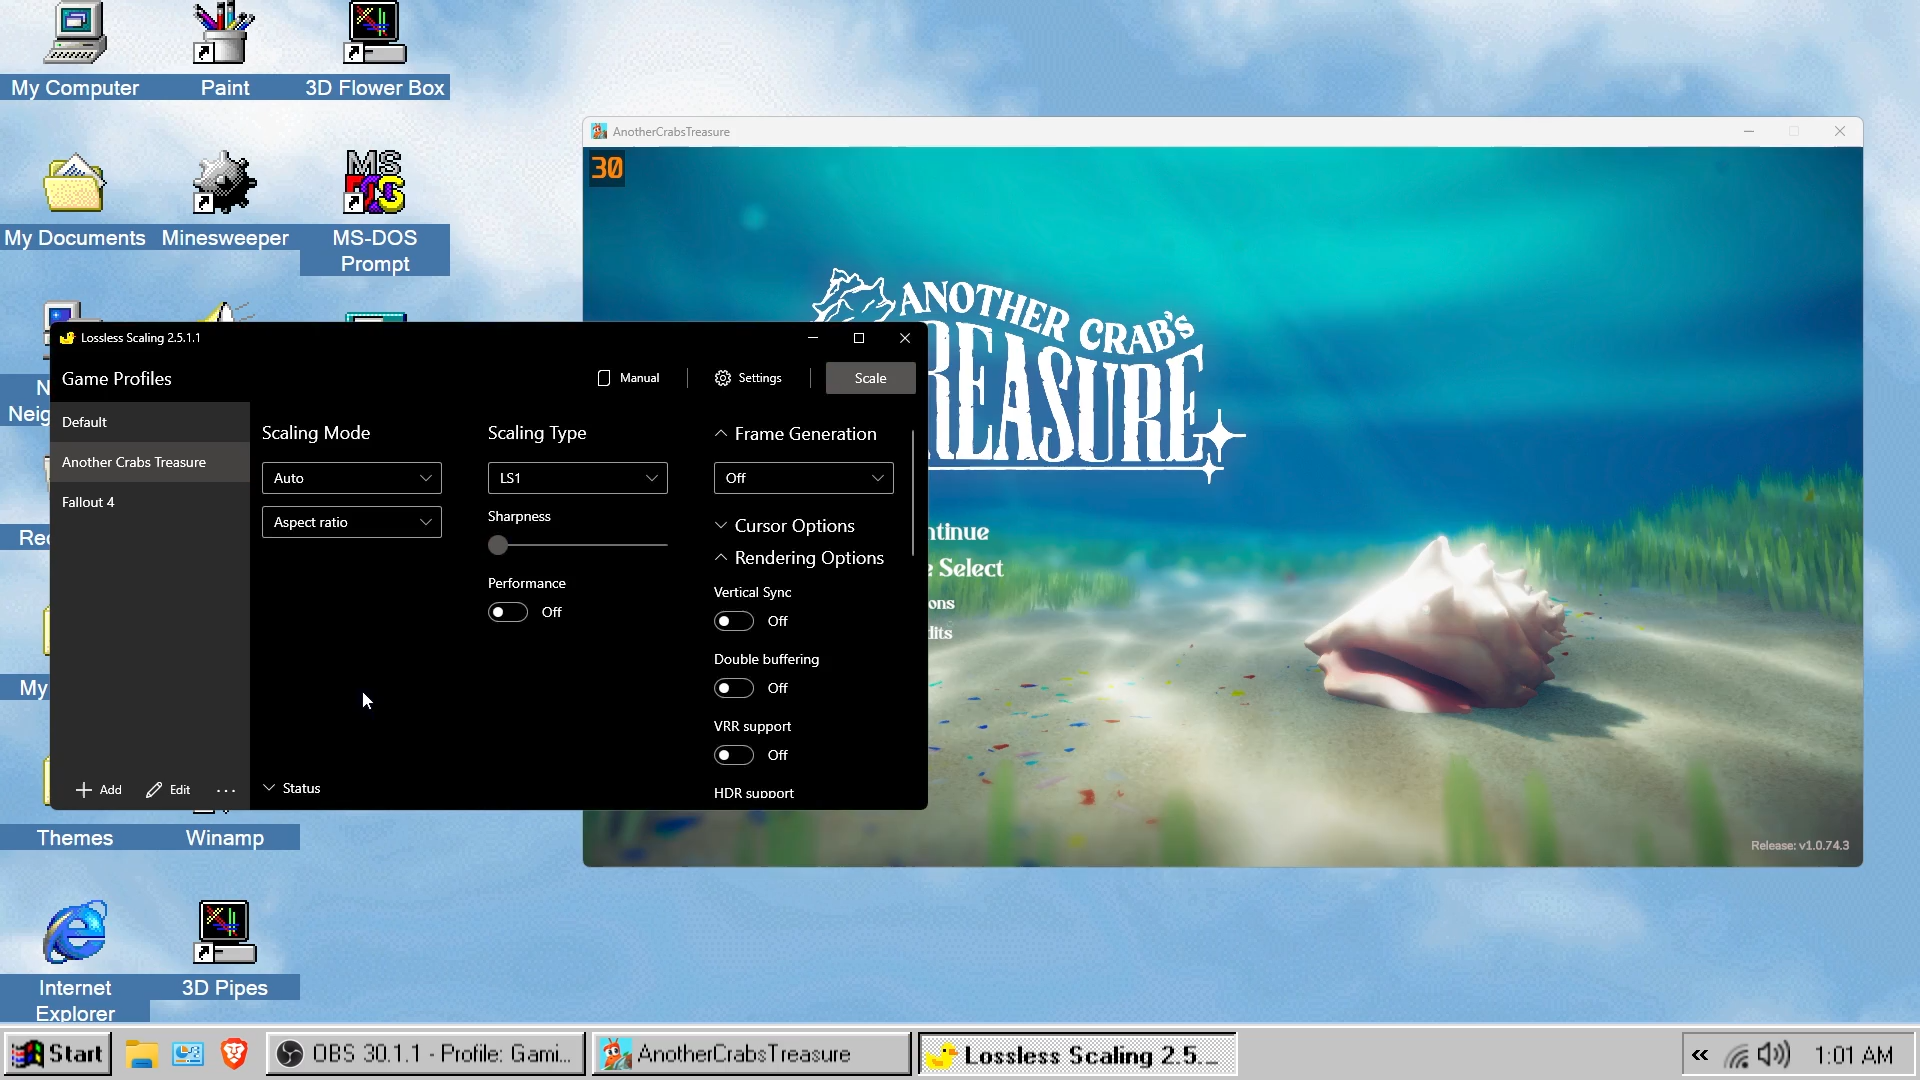 My Computer
Paint
3D Flower Box
My Documents
Minesweeper
MS-DOS
Prompt
AnotherCrabsTreasure
30
ANOTHER CRAB'S
REASURE
ntinue
Select
ons
dits
Release: v1.0.74.3
Lossless Scaling 2.5.1.1
Game Profiles
Manual
Settings
Scale
Default
Another Crabs Treasure
Fallout 4
Add
Edit
...
Scaling Mode
Auto
Aspect ratio
Scaling Type
LS1
Sharpness
Performance
Off
Frame Generation
Off
Cursor Options
Rendering Options
Vertical Sync
Off
Double buffering
Off
VRR support
Off
HDR support
Status
N
Neig
Rec
My
Themes
Winamp
Internet
Explorer
3D Pipes
Start
OBS 30.1.1 - Profile: Gami...
AnotherCrabsTreasure
Lossless Scaling 2.5....
1:01 AM